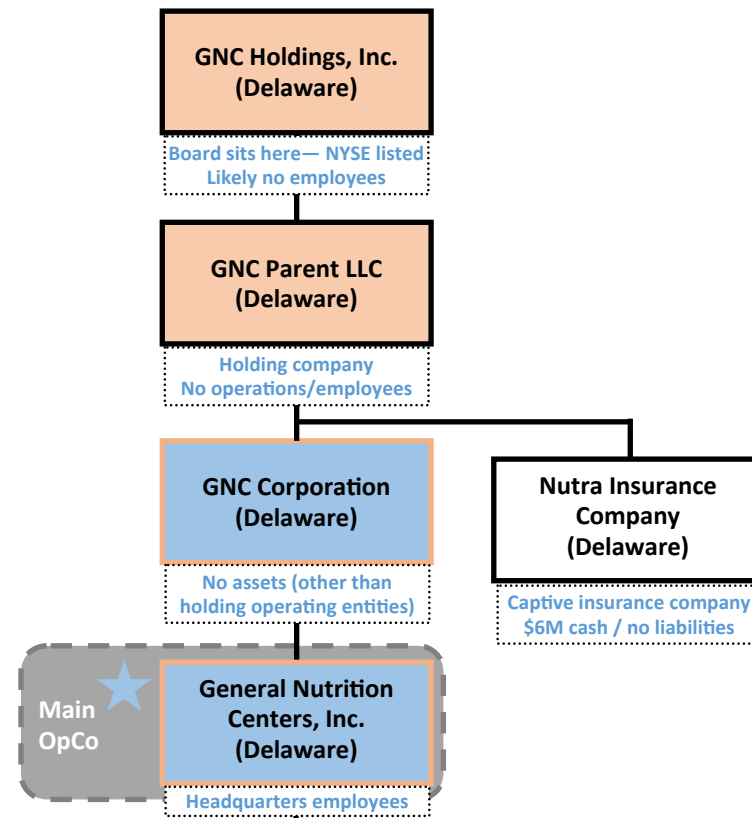 GNC Holdings, Inc.
(Delaware)
Board sits here— NYSE listed
Likely no employees
GNC Parent LLC
(Delaware)
Holding company
No operations/employees
GNC Corporation
(Delaware)
No assets (other than
holding operating entities)
Nutra Insurance
Company
(Delaware)
Captive insurance company
$6M cash / no liabilities
Main
OpCo
General Nutrition
Centers, Inc.
(Delaware)
Headquarters employees